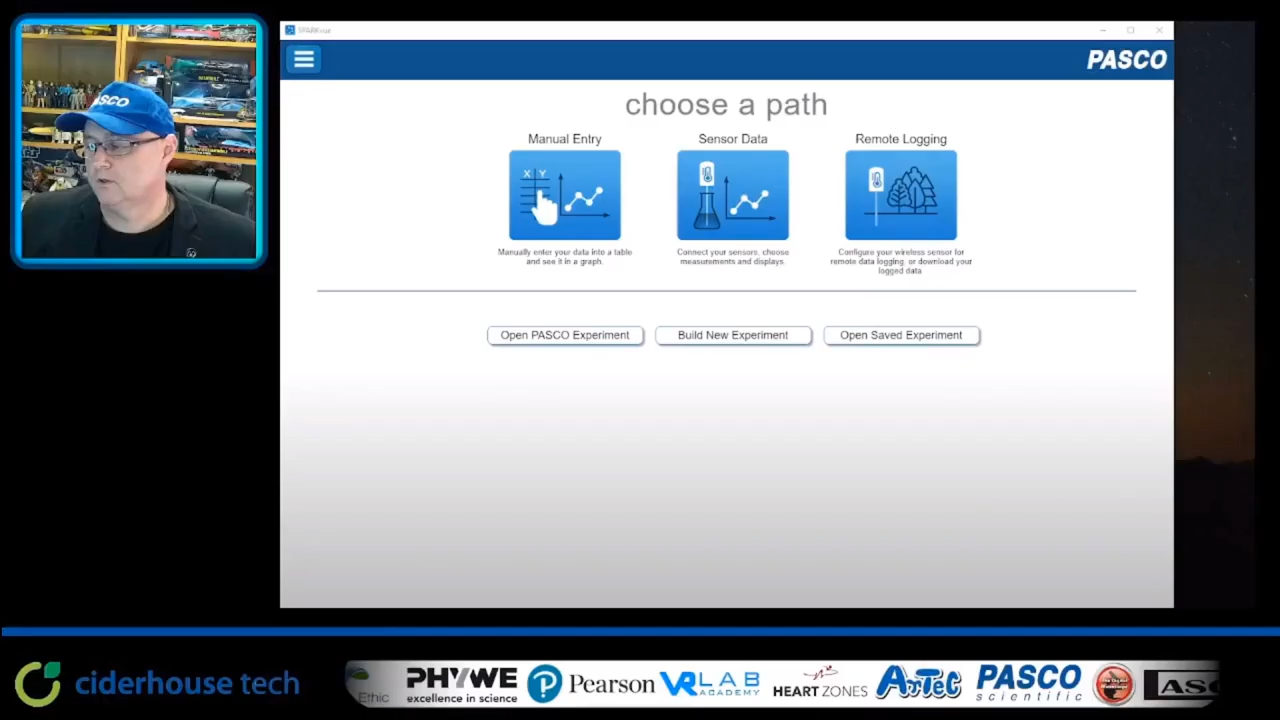 PASCO
SPARKvue
PASCO
choose a path
Manual Entry
Sensor Data
Remote Logging
X Y
Manually enter your data into a table
and see it in a graph.
Connect your sensors, choose
measurements and displays.
Configure your wireless sensor for
remote data logging, or download your
logged data
Open PASCO Experiment
Build New Experiment
Open Saved Experiment
ciderhouse tech
Ethic
PHYWE
excellence in science
P Pearson
VR LAB
ACADEMY
HEART ZONES
PASCO
scientific
ASC